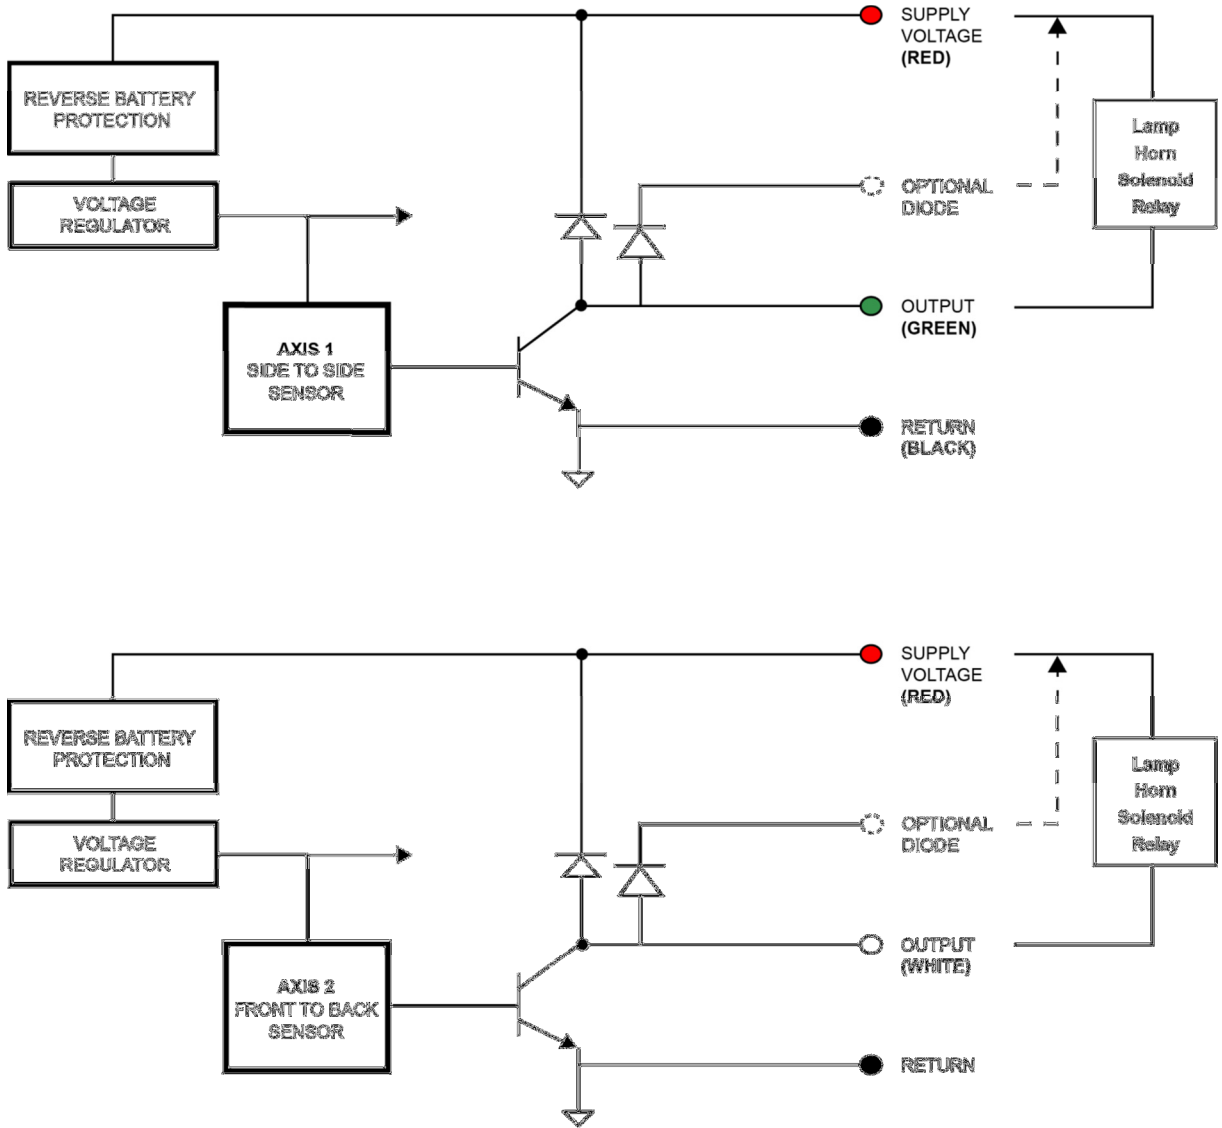 SUPPLY
VOLTAGE
(RED)
REVERSE BATTERY
PROTECTION
Lamp
Horn
Solenoid
Relay
VOLTAGE
REGULATOR
OPTIONAL
DIODE
OUTPUT
(GREEN)
AXIS 1
SIDE TO SIDE
SENSOR
RETURN
(BLACK)
SUPPLY
VOLTAGE
(RED)
REVERSE BATTERY
PROTECTION
Lamp
Horn
Solenoid
Relay
VOLTAGE
REGULATOR
OPTIONAL
DIODE
OUTPUT
(WHITE)
AXIS 2
FRONT TO BACK
SENSOR
RETURN